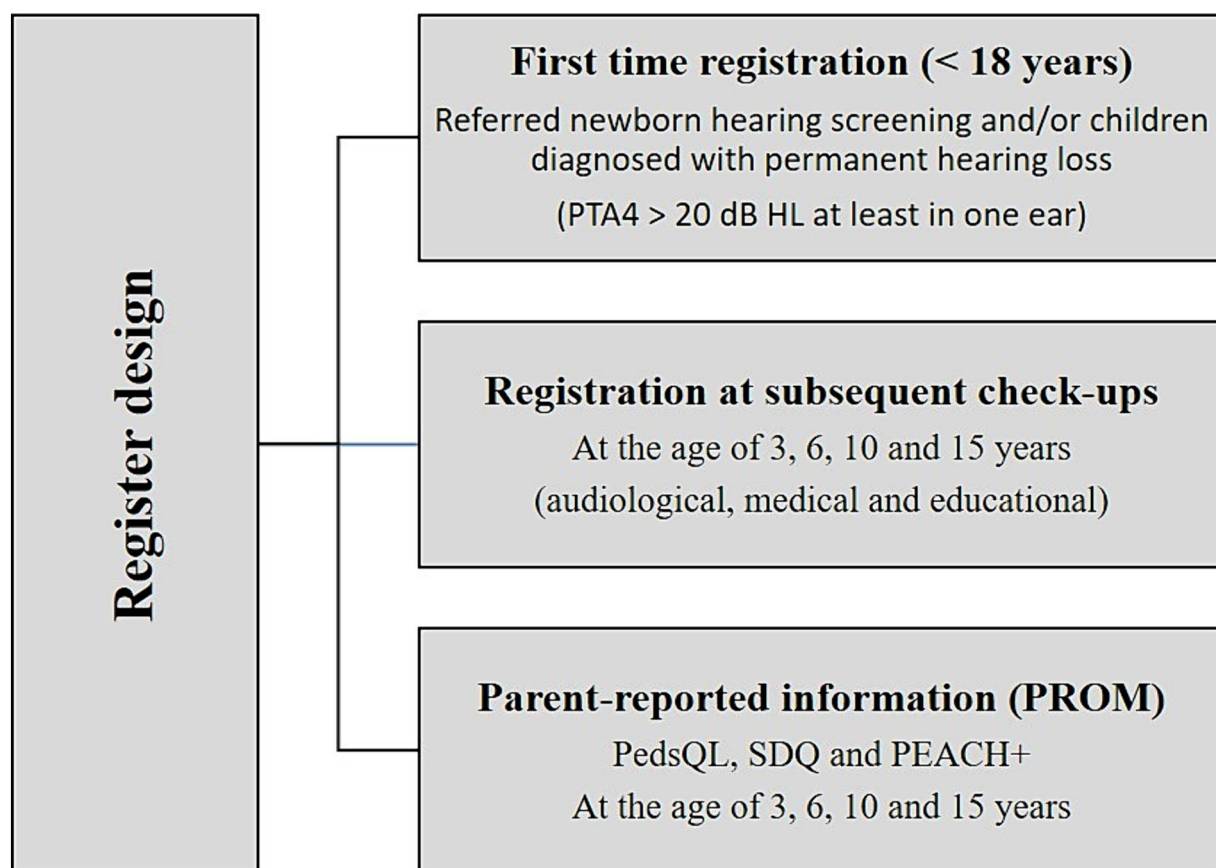 Register design
First time registration (< 18 years)
Referred newborn hearing screening and/or children
diagnosed with permanent hearing loss
(PTA4 > 20 dB HL at least in one ear)
Registration at subsequent check-ups
At the age of 3, 6, 10 and 15 years
(audiological, medical and educational)
Parent-reported information (PROM)
PedsQL, SDQ and PEACH+
At the age of 3, 6, 10 and 15 years